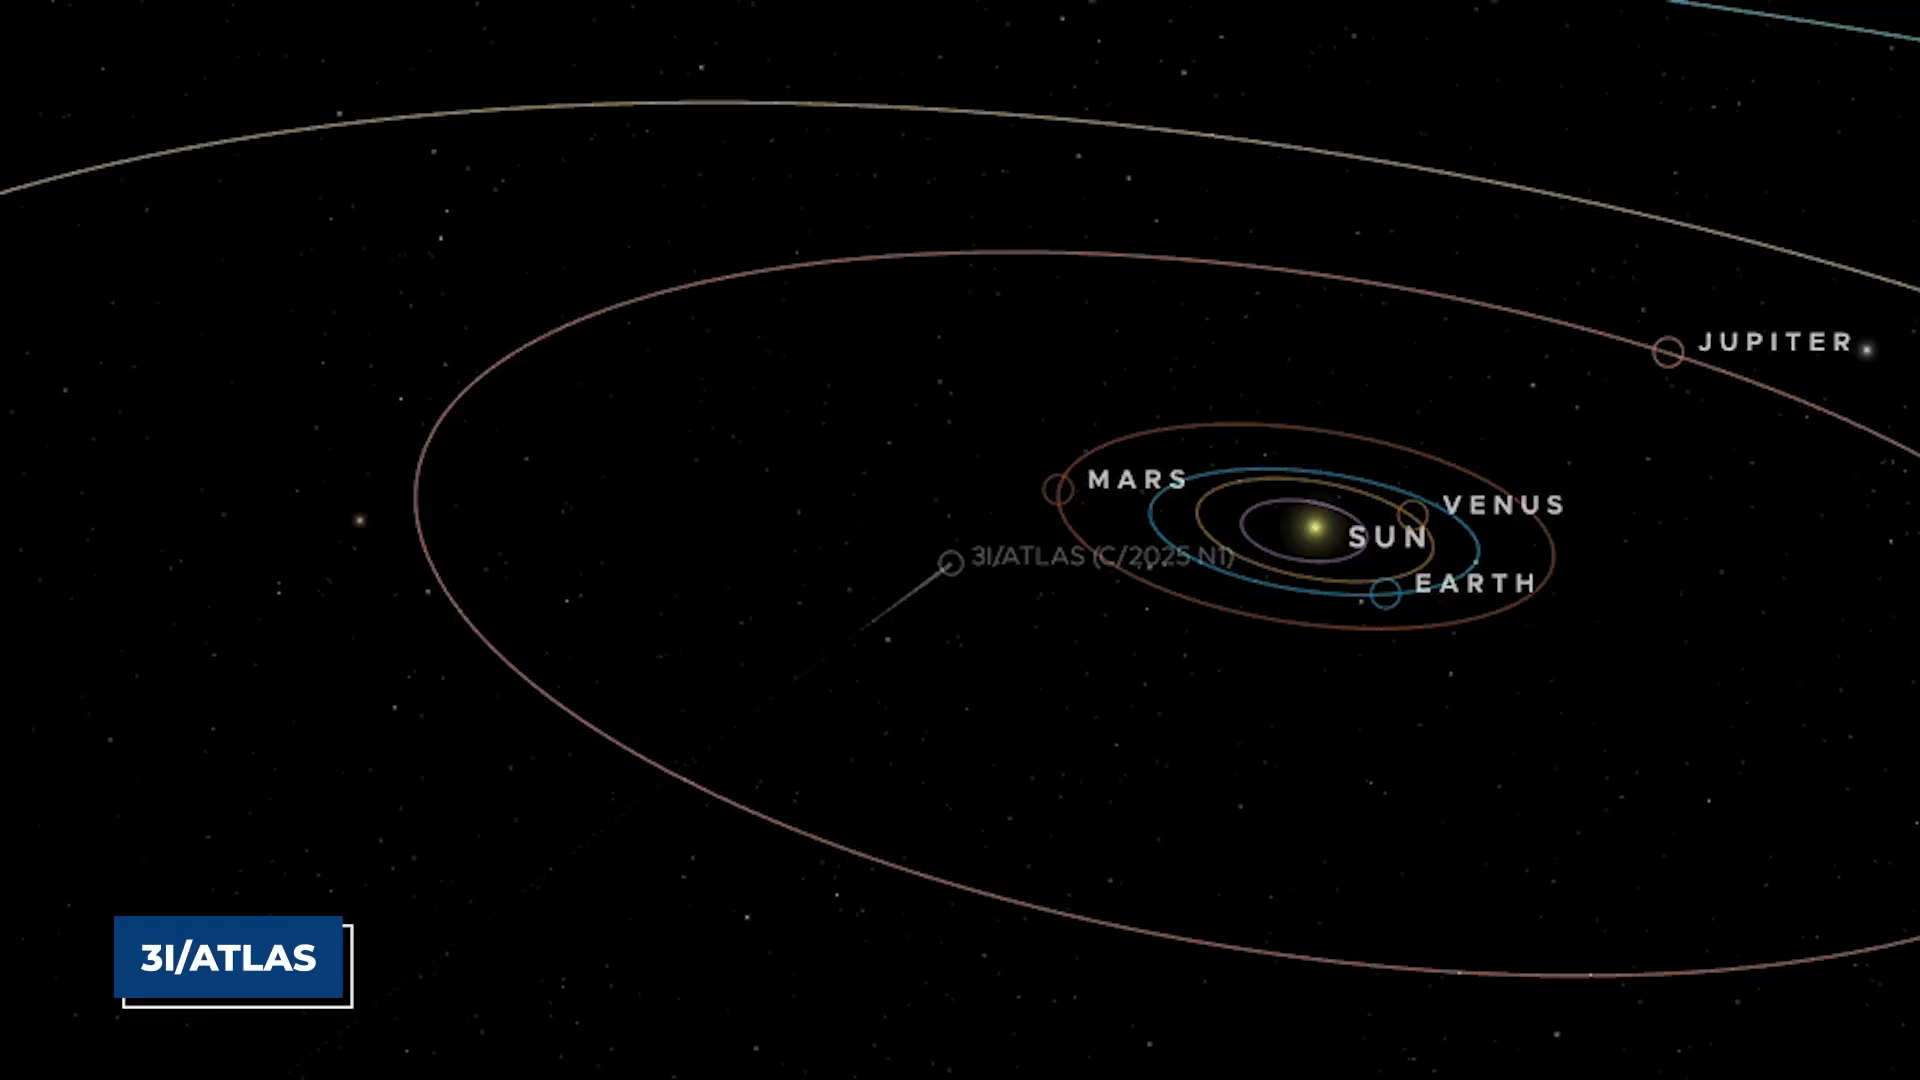 JUPITER
MARS
VENUS
SUN
3I/ATLAS (C/2025 N1)
EARTH
3I/ATLAS